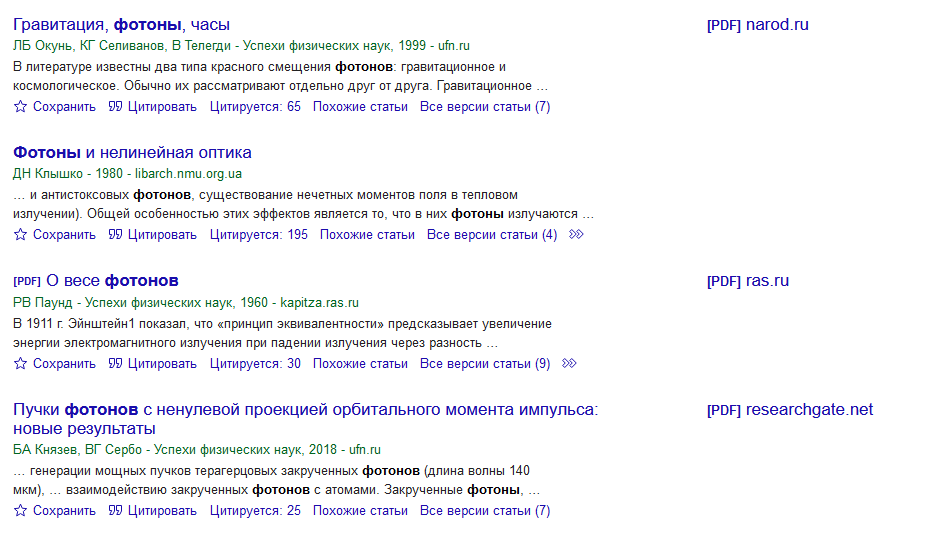 Гравитация, фотоны, часы
[PDF] narod.ru
ЛБ Окунь, КГ Селиванов, В Телегди - Успехи физических наук, 1999 - ufn.ru
В литературе известны два типа красного смещения фотонов: гравитационное и
космологическое. Обычно их рассматривают отдельно друг от друга. Гравитационное …
Сохранить Цитировать Цитируется: 65 Похожие статьи Все версии статьи (7)
Фотоны и нелинейная оптика
ДН Клышко - 1980 - libarch.nmu.org.ua
… и антистоксовых фотонов, существование нечетных моментов поля в тепловом
излучении). Общей особенностью этих эффектов является то, что в них фотоны излучаются …
Сохранить Цитировать Цитируется: 195 Похожие статьи Все версии статьи (4)
[PDF] О весе фотонов
[PDF] ras.ru
РВ Паунд - Успехи физических наук, 1960 - kapitza.ras.ru
В 1911 г. Эйнштейн1 показал, что «принцип эквивалентности» предсказывает увеличение
энергии электромагнитного излучения при падении излучения через разность …
Сохранить Цитировать Цитируется: 30 Похожие статьи Все версии статьи (9)
Пучки фотонов с ненулевой проекцией орбитального момента импульса:
[PDF] researchgate.net
новые результаты
БА Князев, ВГ Сербо - Успехи физических наук, 2018 - ufn.ru
… генерации мощных пучков терагерцовых закрученных фотонов (длина волны 140
мкм), … взаимодействию закрученных фотонов с атомами. Закрученные фотоны, …
Сохранить Цитировать Цитируется: 25 Похожие статьи Все версии статьи (7)